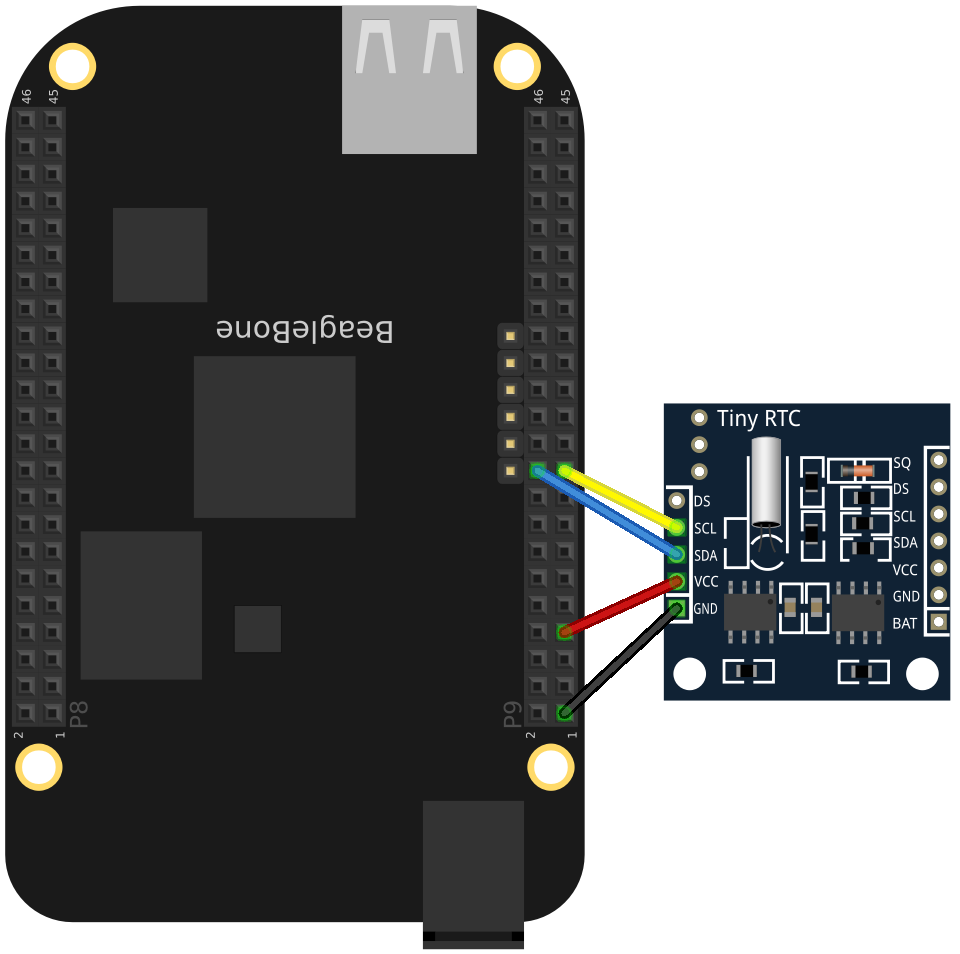 46 45
46 45
BeagleBone
P8
2 1
P9
2 1
Tiny RTC
DS
SCL
SDA
VCC
GND
SQ
DS
SCL
SDA
VCC
GND
BAT